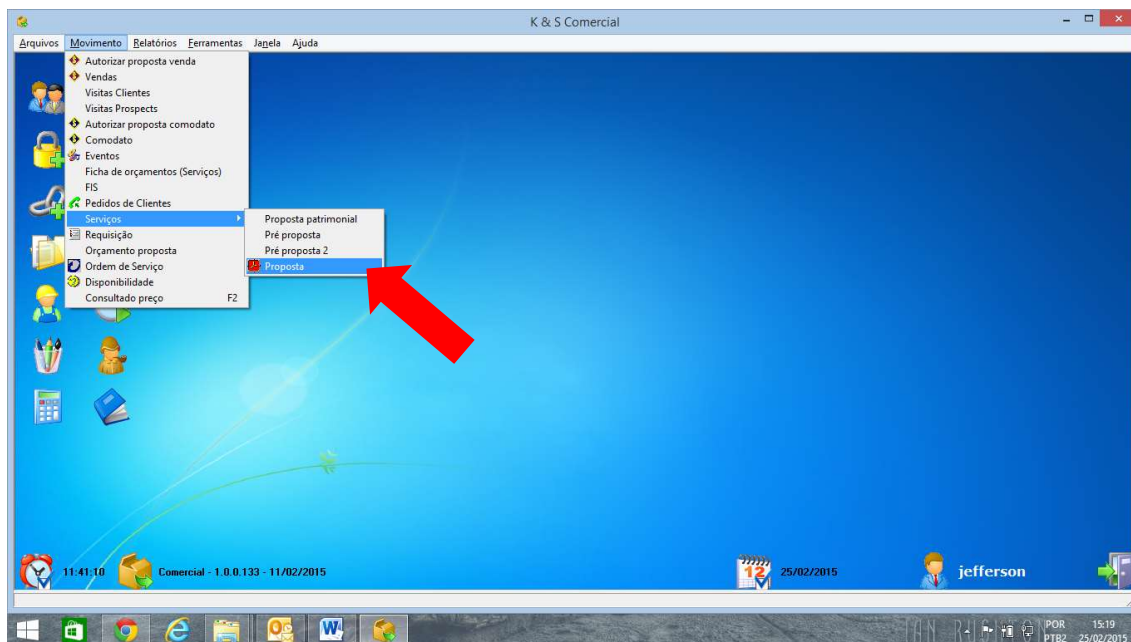 K & S Comercial
Arquivos Movimento Relatórios Ferramentas Janela Ajuda
Autorizar proposta venda
Vendas
Visitas Clientes
Visitas Prospects
Autorizar proposta comodato
Comodato
Eventos
Ficha de orçamentos (Serviços)
FIS
Pedidos de Clientes
Serviços
Requisição
Orçamento proposta
Ordem de Serviço
Disponibilidade
Consultado preço F2
Proposta patrimonial
Pré proposta
Pré proposta 2
Proposta
11:41:10
Comercial - 1.0.0.133 - 11/02/2015
12
25/02/2015
jefferson
POR 15:19
PTB2 25/02/2015